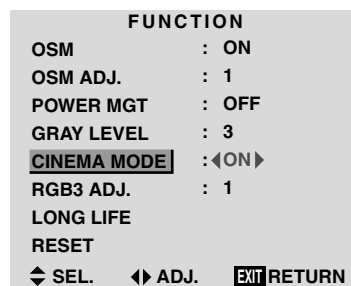 FUNCTION
OSM : ON
OSM ADJ. : 1
POWER MGT : OFF
GRAY LEVEL : 3
CINEMA MODE : ON
RGB3 ADJ. : 1
LONG LIFE
RESET
SEL. ADJ. EXIT RETURN